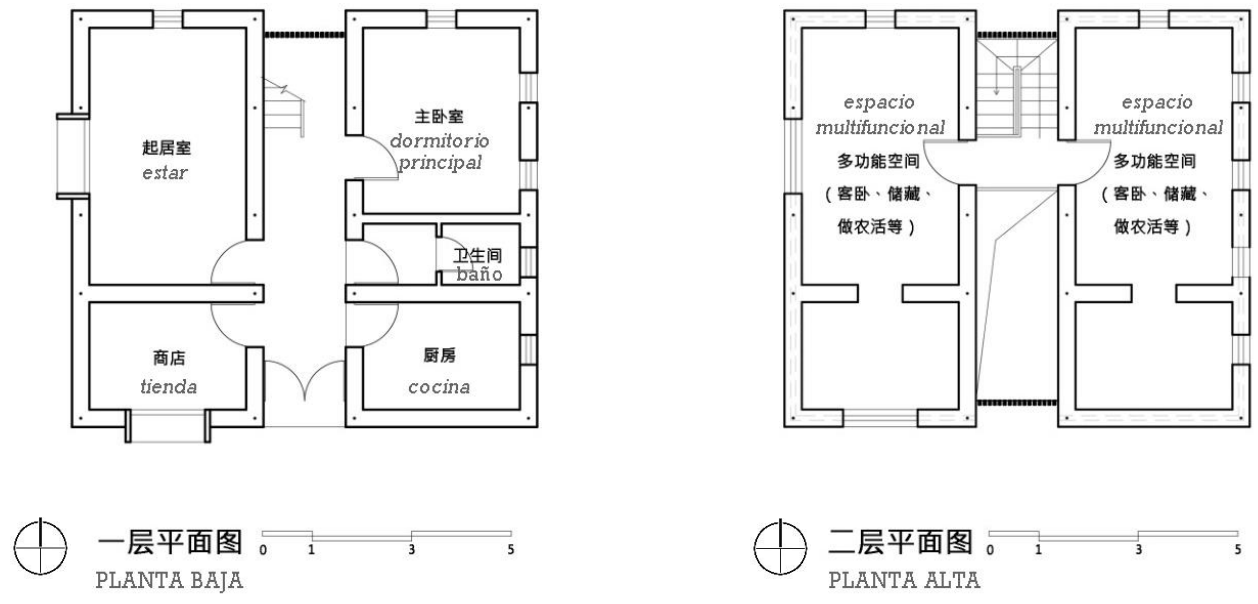 起居室
estar
主卧室
dormitorio
principal
卫生间
baño
商店
tienda
厨房
cocina
一层平面图
0 1 3 5
PLANTA BAJA
espacio
multifuncional
多功能空间
（客卧、储藏、
做农活等）
espacio
multifuncional
多功能空间
（客卧、储藏、
做农活等）
二层平面图
0 1 3 5
PLANTA ALTA